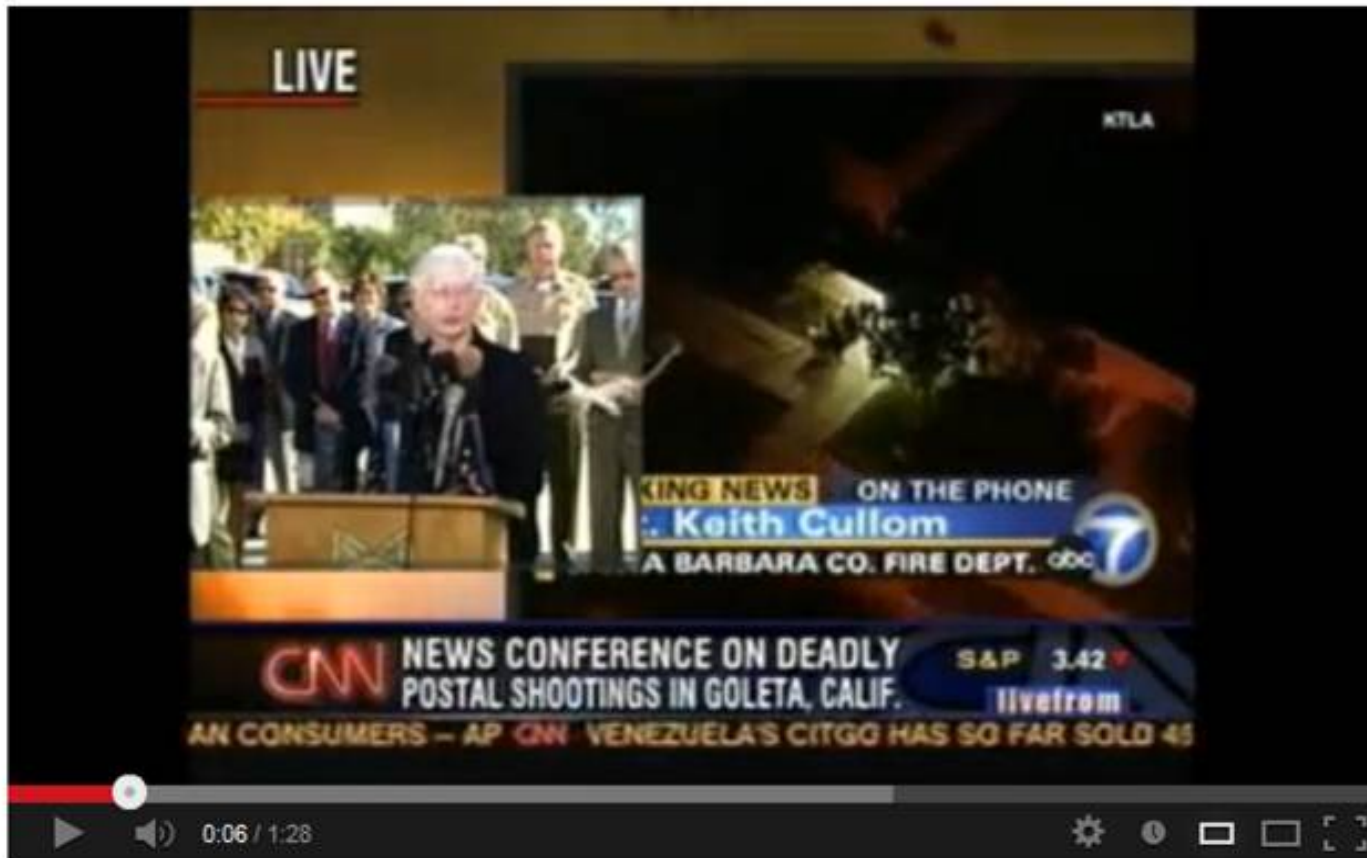 LIVE
KTLA
KING NEWS ON THE PHONE
. Keith Cullom
A BARBARA CO. FIRE DEPT. abc 7
CNN NEWS CONFERENCE ON DEADLY
POSTAL SHOOTINGS IN GOLETA, CALIF.
S&P 3.42
livefrom
AN CONSUMERS – AP CNN VENEZUELA'S CITGO HAS SO FAR SOLD 45
0:06 / 1:28